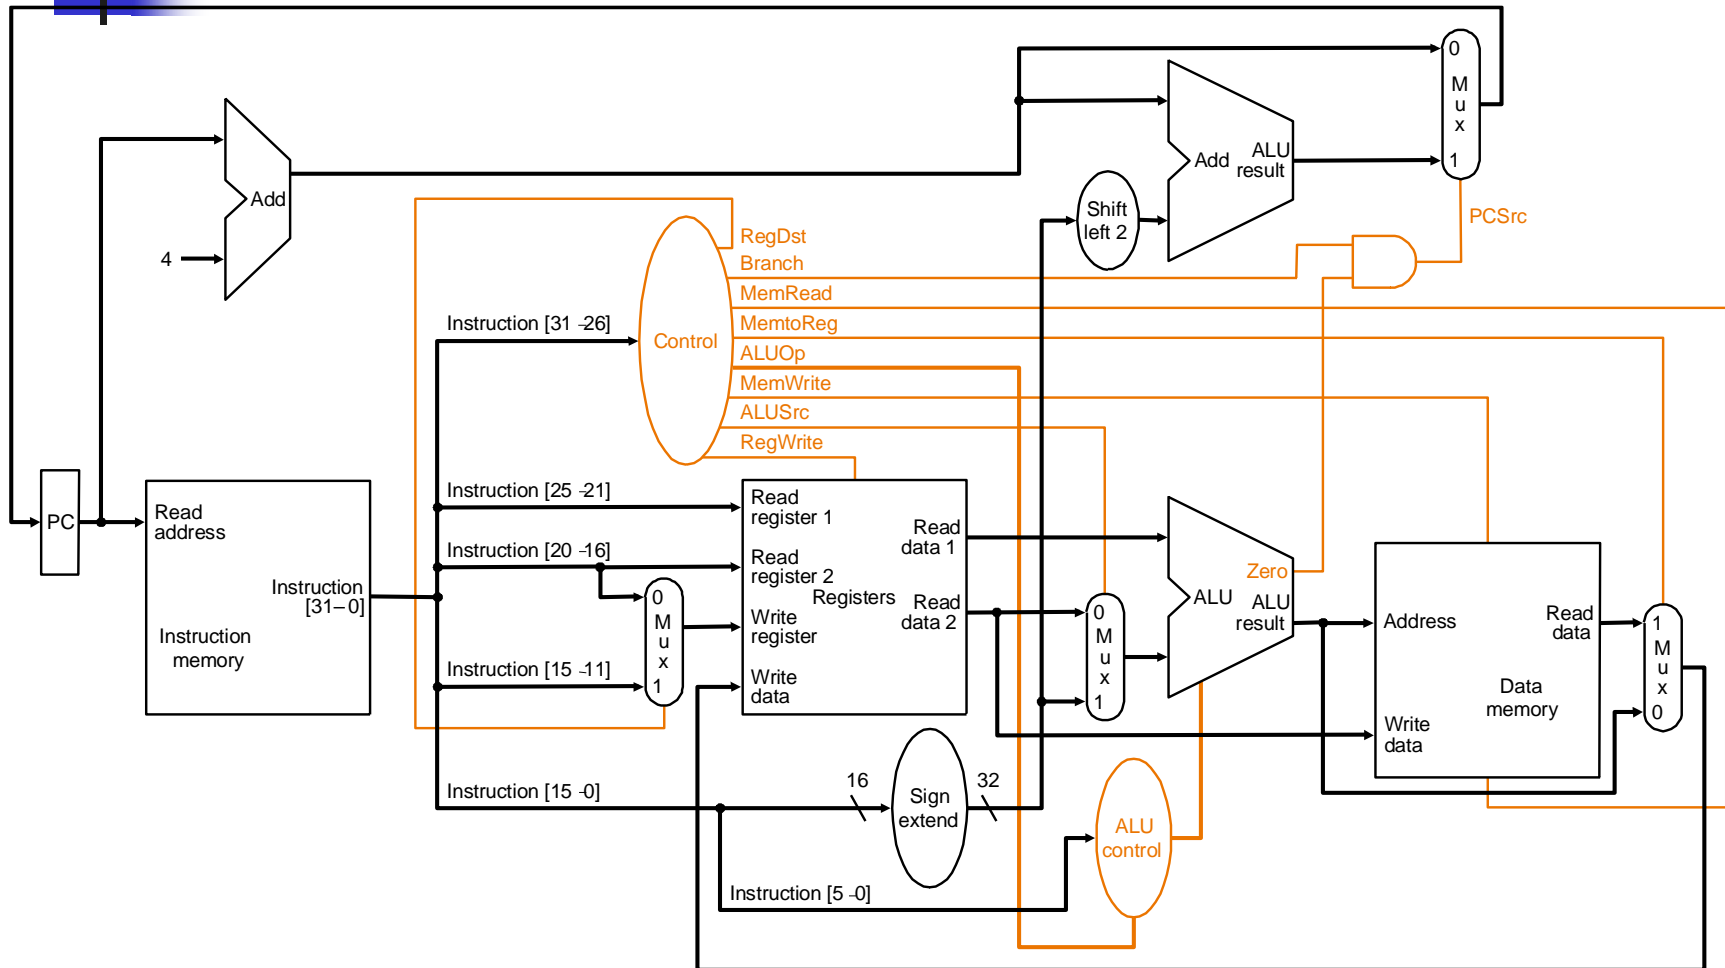 0
M
u
x
1
Add
ALU
result
Shift
left 2
PCSrc
Add
4
RegDst
Branch
MemRead
MemtoReg
ALUOp
MemWrite
ALUSrc
RegWrite
Control
Instruction [31–26]
Instruction [25–21]
Instruction [20–16]
Instruction [15–11]
Instruction [15–0]
Instruction [5–0]
PC
Read
address
Instruction
[31–0]
Instruction
memory
0
M
u
x
1
Read
register 1
Read
register 2
Write
register
Write
data
Registers
Read
data 1
Read
data 2
0
M
u
x
1
Zero
ALU
ALU
result
Address
Write
data
Read
data
Data
memory
1
M
u
x
0
16
Sign
extend
32
ALU
control